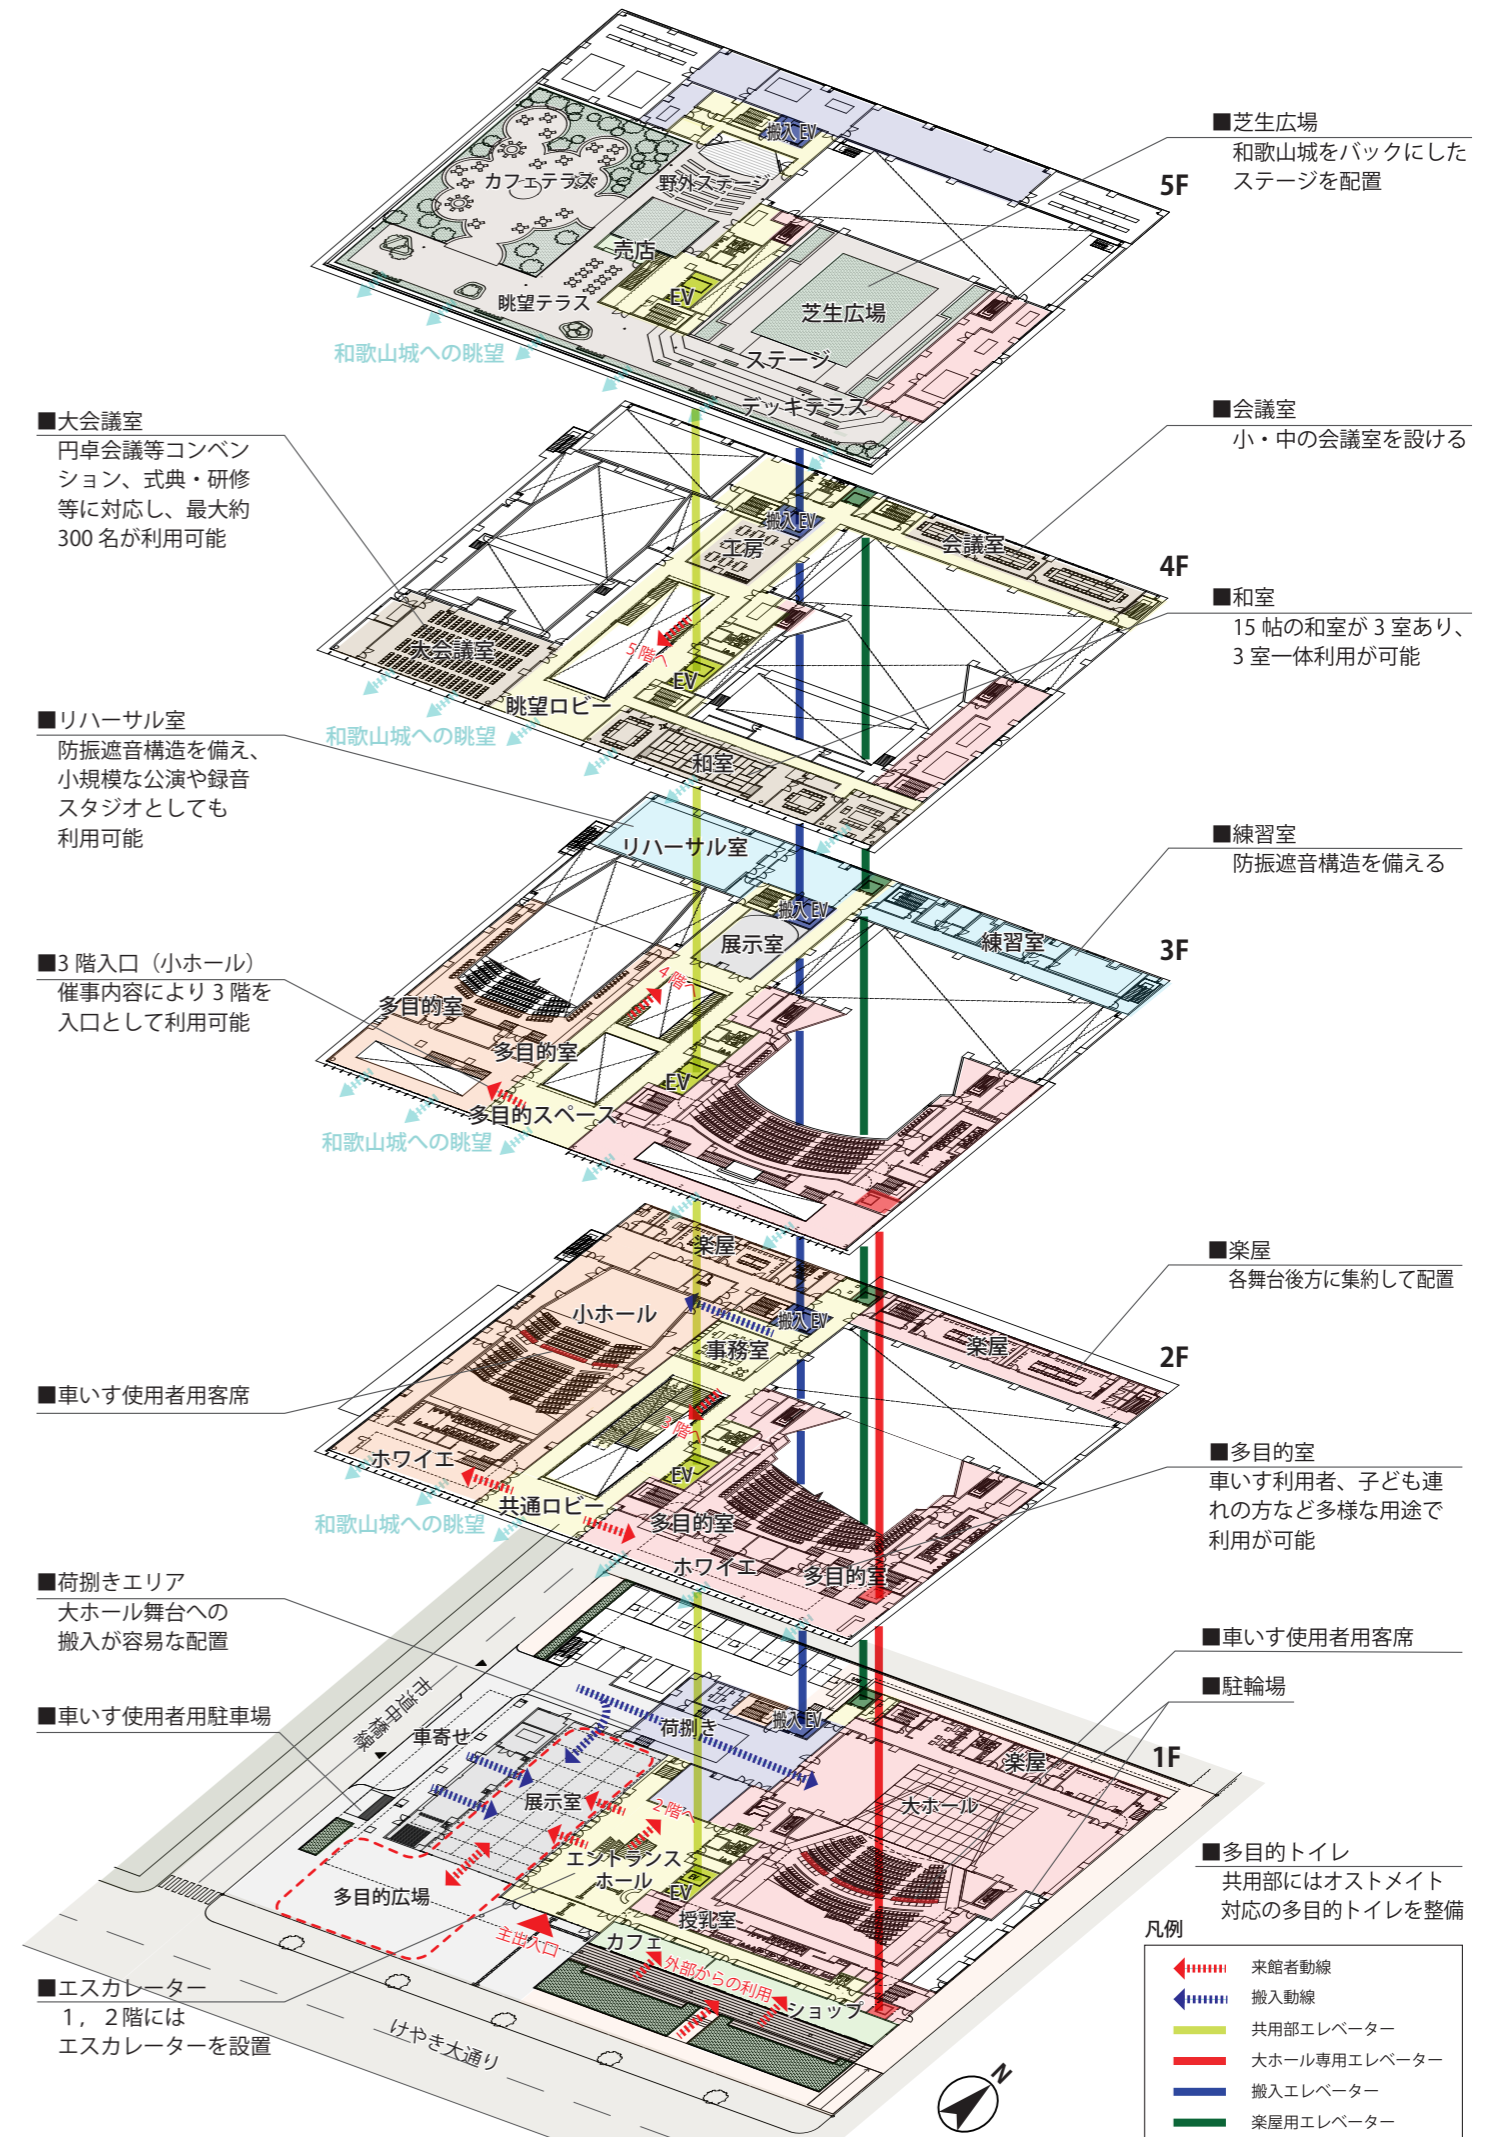 搬入EV
カフェテラス
野外ステージ
売店
EV
眺望テラス
芝生広場
ステージ
デッキテラス
和歌山城への眺望
5F
■芝生広場
和歌山城をバックにした
ステージを配置
■大会議室
円卓会議等コンベン
ション、式典・研修
等に対応し、最大約
300 名が利用可能
搬入EV
工房
会議室
大会議室
5 階へ
EV
眺望ロビー
和室
和歌山城への眺望
4F
■会議室
小・中の会議室を設ける
■和室
15 帖の和室が 3 室あり、
3 室一体利用が可能
■リハーサル室
防振遮音構造を備え、
小規模な公演や録音
スタジオとしても
利用可能
リハーサル室
搬入EV
展示室
練習室
4 階へ
多目的室
多目的室
EV
多目的スペース
和歌山城への眺望
3F
■練習室
防振遮音構造を備える
■3 階入口（小ホール）
催事内容により 3 階を
入口として利用可能
楽屋
小ホール
搬入EV
事務室
楽屋
3 階へ
ホワイエ
EV
共通ロビー
多目的室
ホワイエ
多目的室
和歌山城への眺望
2F
■楽屋
各舞台後方に集約して配置
■車いす使用者用客席
■多目的室
車いす利用者、子ども連
れの方など多様な用途で
利用が可能
■荷捌きエリア
大ホール舞台への
搬入が容易な配置
■車いす使用者用駐車場
市道中橋線
車寄せ
荷捌き
搬入EV
楽屋
1F
展示室
2 階へ
大ホール
エントランス
ホール
EV
多目的広場
授乳室
主出入口
カフェ
外部からの利用
ショップ
けやき大通り
■車いす使用者用客席
■駐輪場
■多目的トイレ
共用部にはオストメイト
対応の多目的トイレを整備
■エスカレーター
1， 2 階には
エスカレーターを設置
N
凡例
来館者動線
搬入動線
共用部エレベーター
大ホール専用エレベーター
搬入エレベーター
楽屋用エレベーター